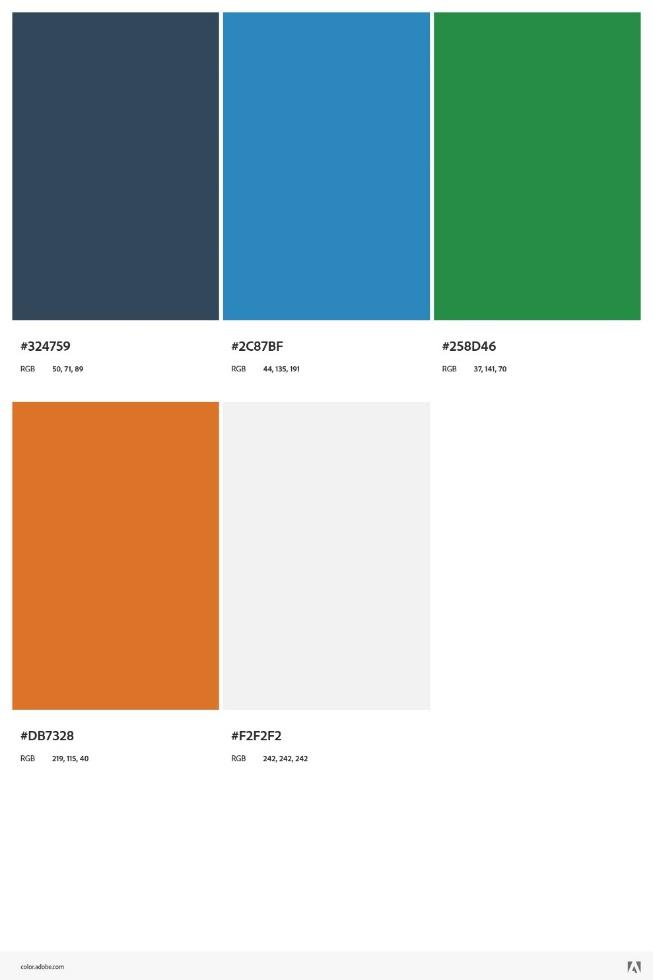 #324759
RGB 50, 71, 89
#2C87BF
RGB 44, 135, 191
#258D46
RGB 37, 141, 70
#DB7328
RGB 219, 115, 40
#F2F2F2
RGB 242, 242, 242
color.adobe.com